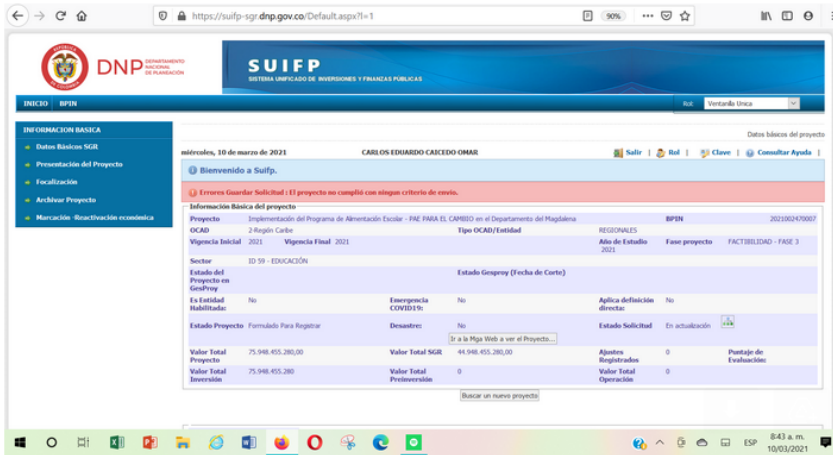 https://suifp-sgr.dnp.gov.co/Default.aspx?l=1
90%
REPUBLICA
DE COLOMBIA
DNP DEPARTAMENTO NACIONAL DE PLANEACIÓN
SUIFP
SISTEMA UNIFICADO DE INVERSIONES Y FINANZAS PÚBLICAS
INICIO BPIN
Rol: Ventanilla Unica
INFORMACION BASICA
Datos básicos del proyecto
Datos Básicos SGR
miércoles, 10 de marzo de 2021 CARLOS EDUARDO CAICEDO OMAR Salir | Rol | Clave | Consultar Ayuda |
Presentación del Proyecto
Focalización
Archivar Proyecto
Marcación -Reactivación económica
Bienvenido a Suifp.
Errores Guardar Solicitud : El proyecto no cumplió con ningun criterio de envío.
Información Básica del proyecto
Proyecto Implementación del Programa de Alimentación Escolar - PAE PARA EL CAMBIO en el Departamento del Magdalena BPIN 2021002470007
OCAD 2-Región Caribe Tipo OCAD/Entidad REGIONALES
Vigencia Inicial 2021 Vigencia Final 2021 Año de Estudio 2021 Fase proyecto FACTIBILIDAD - FASE 3
Sector ID 59 - EDUCACIÓN
Estado del Proyecto en GesProy Estado Gesproy (Fecha de Corte)
Es Entidad Habilitada: No Emergencia COVID19: No Aplica definición directa: No
Estado Proyecto Formulado Para Registrar Desastre: No Estado Solicitud En actualización
Ir a la Mga Web a ver el Proyecto...
Valor Total Proyecto 75.948.455.280,00 Valor Total SGR 44.948.455.280,00 Ajustes Registrados 0 Puntaje de Evaluación:
Valor Total Inversión 75.948.455.280 Valor Total Preinversión 0 Valor Total Operación 0
Buscar un nuevo proyecto
ESP
8:43 a. m.
10/03/2021